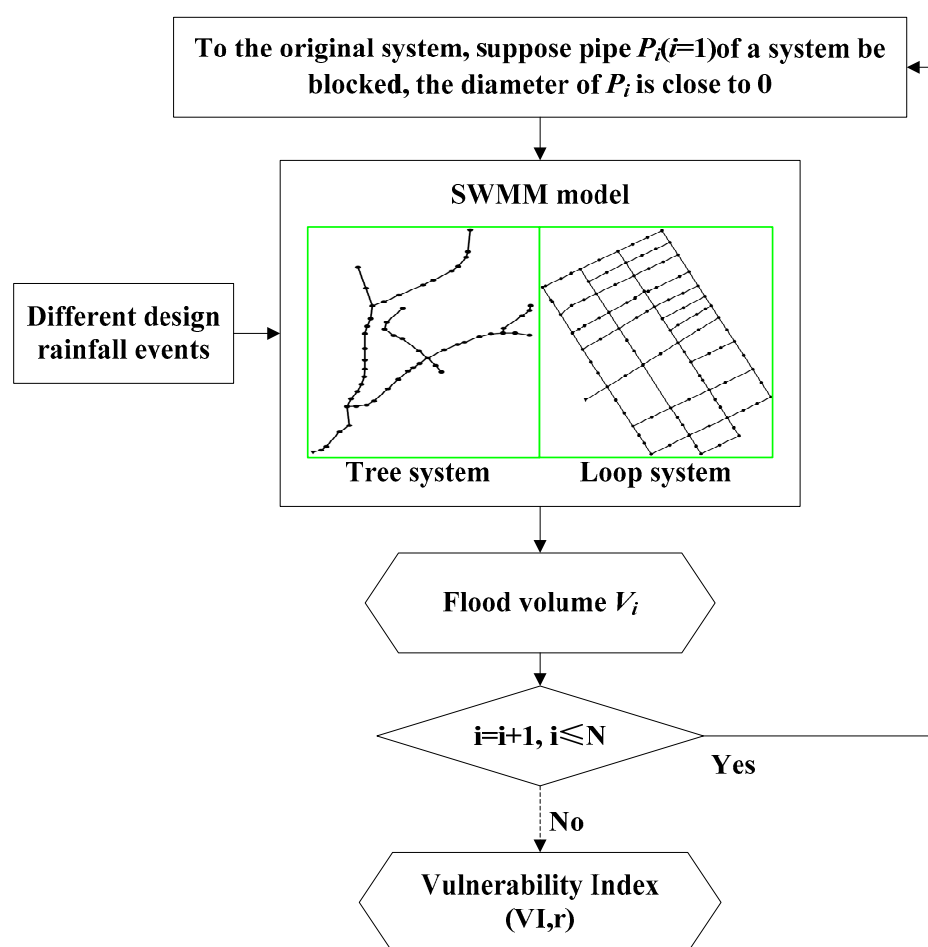 To the original system, suppose pipe Pi(i=1)of a system be
blocked, the diameter of Pi is close to 0
SWMM model
Different design
rainfall events
Tree system
Loop system
Flood volume Vi
i=i+1, i≤N
Yes
No
Vulnerability Index
(VI,r)